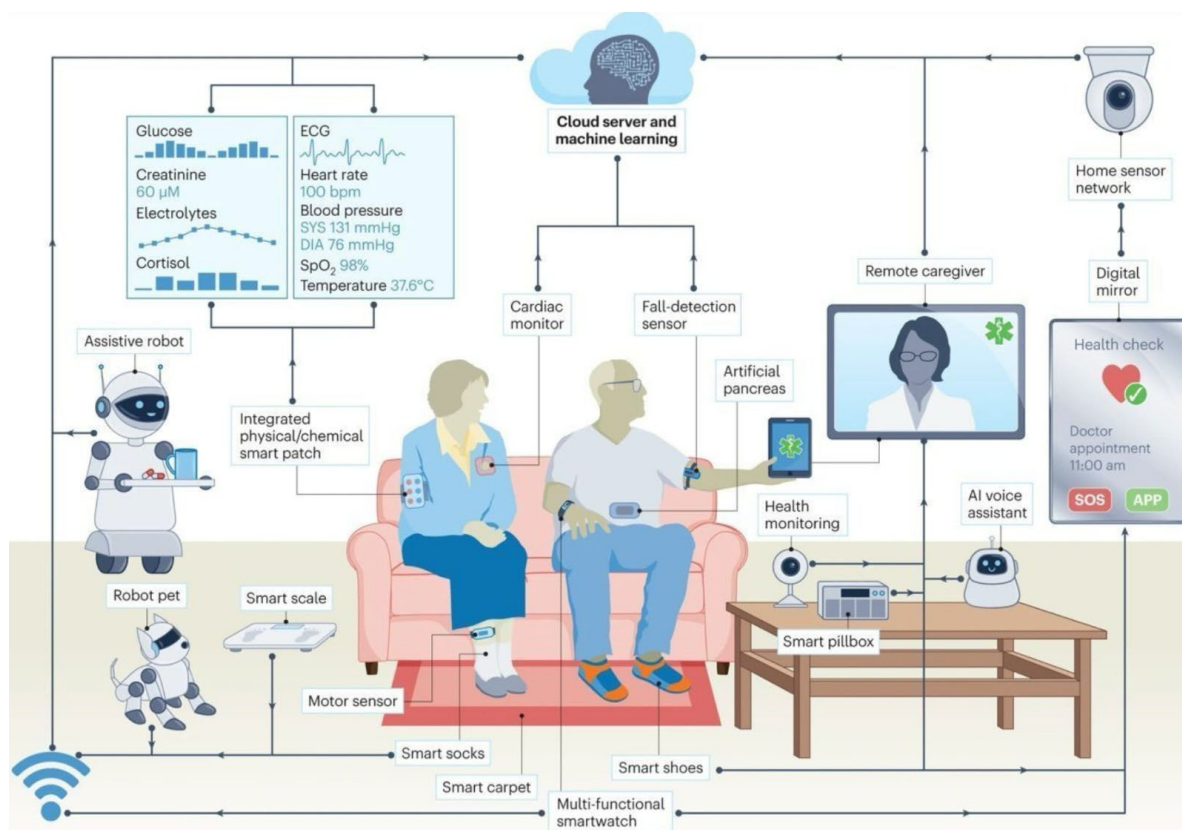 Cloud server and
machine learning
Glucose
Creatinine
60 µM
Electrolytes
Cortisol
ECG
Heart rate
100 bpm
Blood pressure
SYS 131 mmHg
DIA 76 mmHg
SpO₂ 98%
Temperature 37.6°C
Home sensor
network
Remote caregiver
Digital
mirror
Cardiac
monitor
Fall-detection
sensor
Assistive robot
Health check
Doctor
appointment
11:00 am
SOS
APP
Artificial
pancreas
Integrated
physical/chemical
smart patch
Health
monitoring
AI voice
assistant
Robot pet
Smart scale
Smart pillbox
Motor sensor
Smart socks
Smart shoes
Smart carpet
Multi-functional
smartwatch